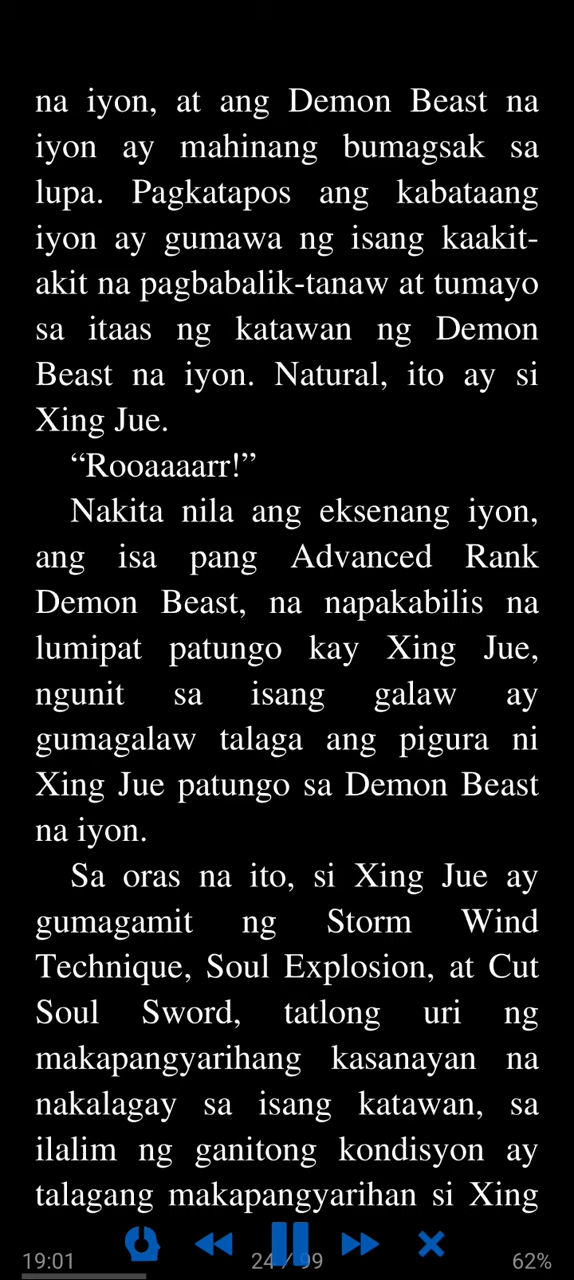 na iyon, at ang Demon Beast na
iyon ay mahinang bumagsak sa
lupa. Pagkatapos ang kabataang
iyon ay gumawa ng isang kaakit-
akit na pagbabalik-tanaw at tumayo
sa itaas ng katawan ng Demon
Beast na iyon. Natural, ito ay si
Xing Jue.
“Rooaaaarr!”
Nakita nila ang eksenang iyon,
ang isa pang Advanced Rank
Demon Beast, na napakabilis na
lumipat patungo kay Xing Jue,
ngunit sa isang galaw ay
gumagalaw talaga ang pigura ni
Xing Jue patungo sa Demon Beast
na iyon.
Sa oras na ito, si Xing Jue ay
gumagamit ng Storm Wind
Technique, Soul Explosion, at Cut
Soul Sword, tatlong uri ng
makapangyarihang kasanayan na
nakalagay sa isang katawan, sa
ilalim ng ganitong kondisyon ay
talagang makapangyarihan si Xing
19:01 24 / 99 62%